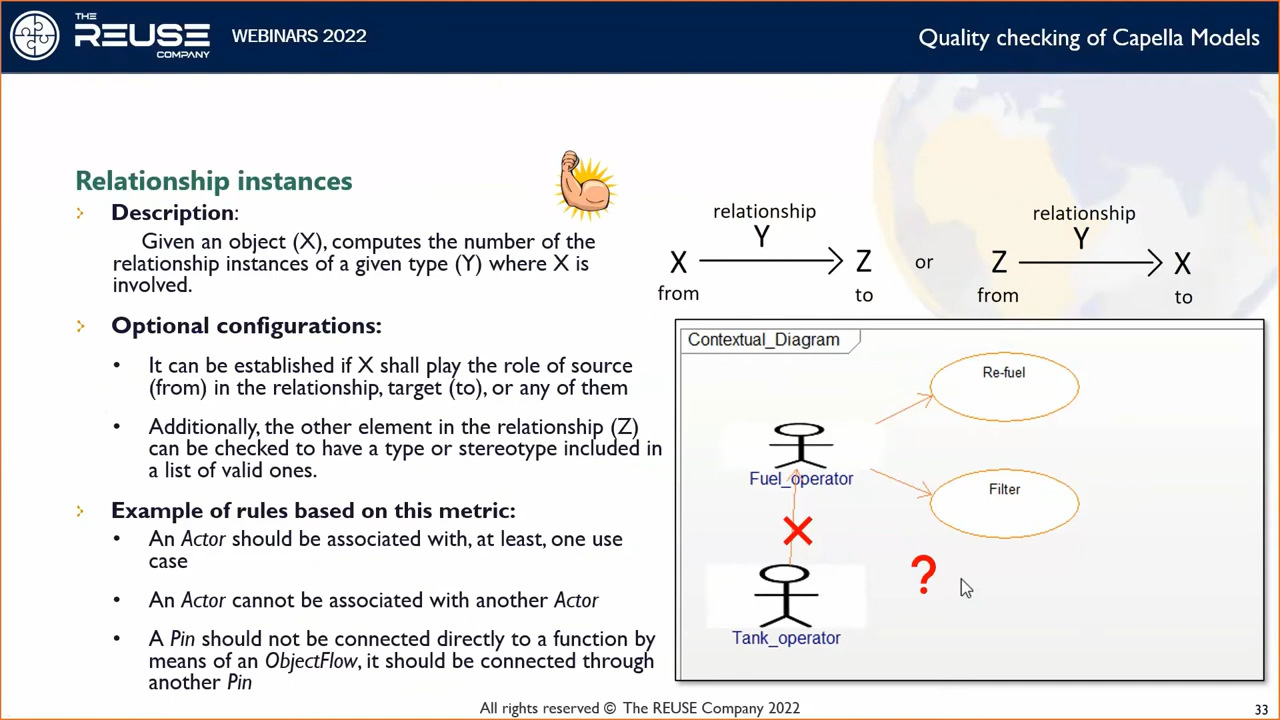 THE
REUSE
COMPANY
WEBINARS 2022
Quality checking of Capella Models
Relationship instances
Description:
Given an object (X), computes the number of the
relationship instances of a given type (Y) where X is
involved.
Optional configurations:
• It can be established if X shall play the role of source
(from) in the relationship, target (to), or any of them
• Additionally, the other element in the relationship (Z)
can be checked to have a type or stereotype included in
a list of valid ones.
Example of rules based on this metric:
• An Actor should be associated with, at least, one use
case
• An Actor cannot be associated with another Actor
• A Pin should not be connected directly to a function by
means of an ObjectFlow, it should be connected through
another Pin
relationship
Y
X
Z
from
to
or
relationship
Y
Z
X
from
to
Contextual_Diagram
Re-fuel
Fuel_operator
Filter
?
Tank_operator
All rights reserved © The REUSE Company 2022
33